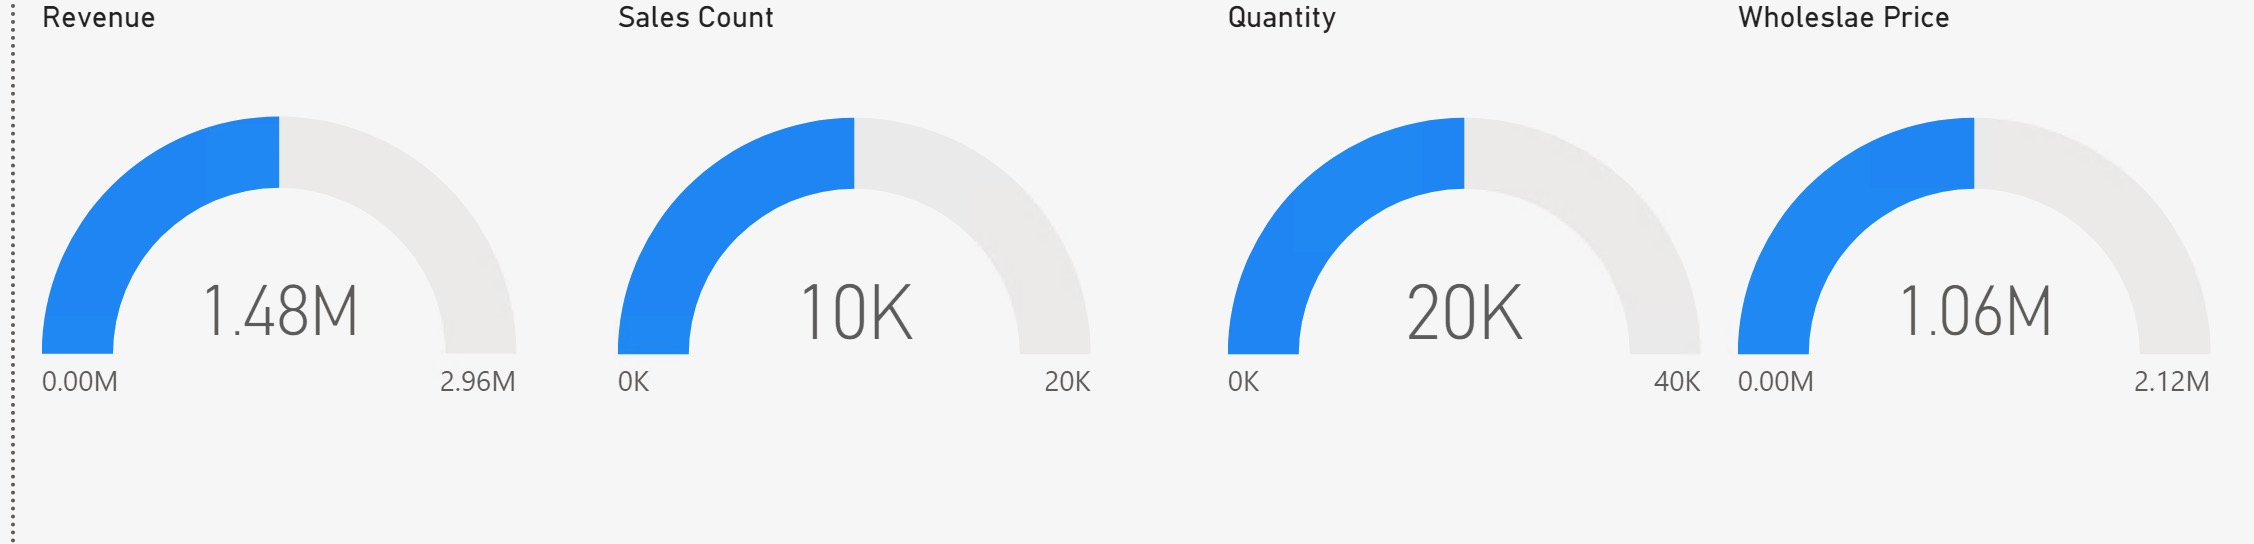 Revenue
1.48M
0.00M 2.96M
Sales Count
10K
0K 20K
Quantity
20K
0K 40K
Wholeslae Price
1.06M
0.00M 2.12M